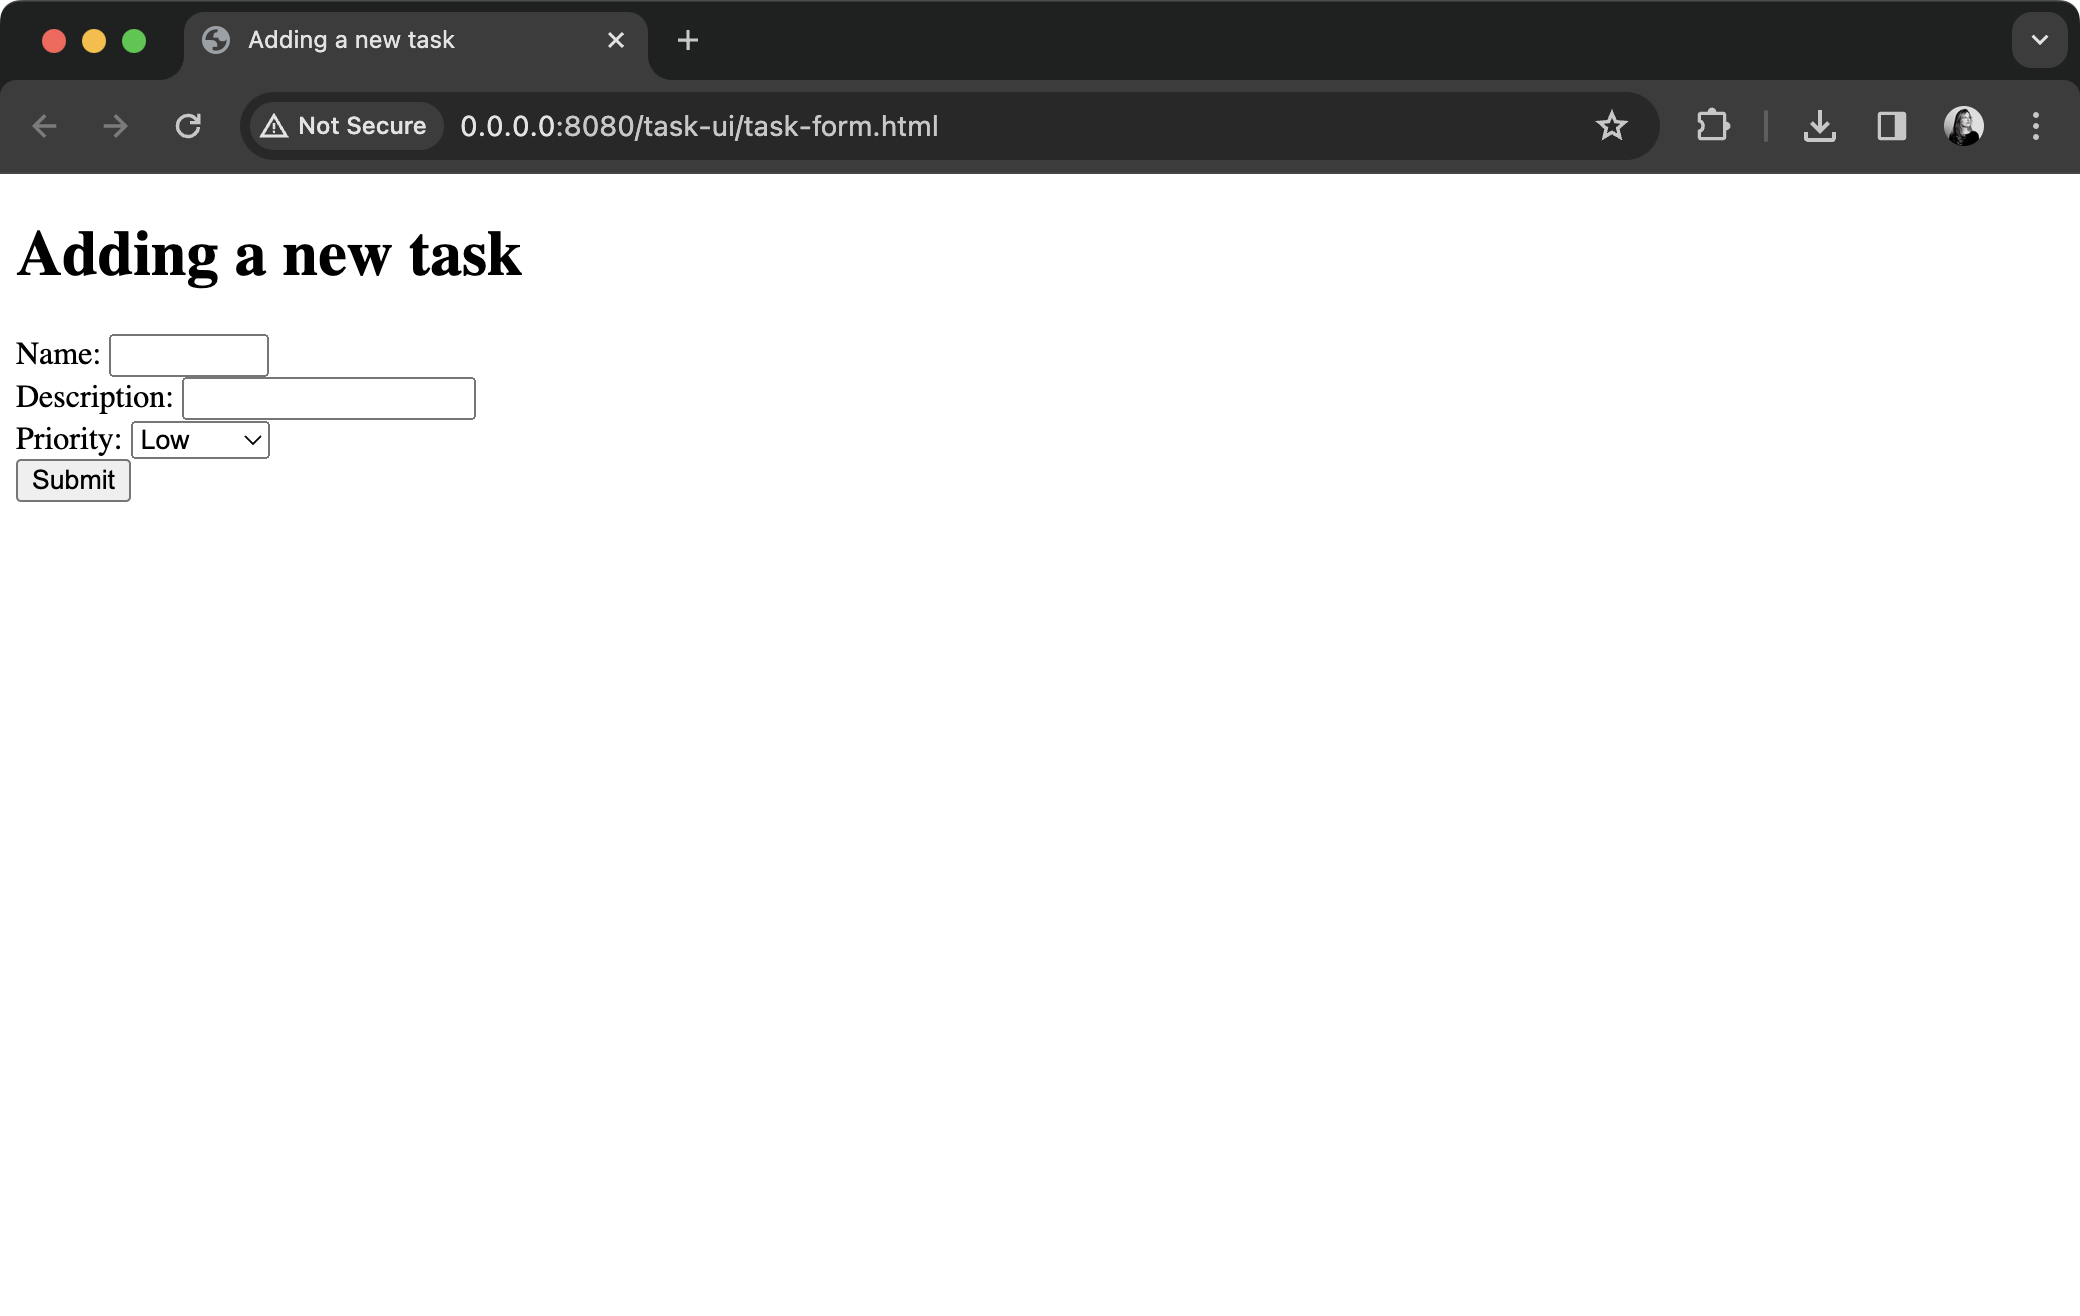 Adding a new task
Not Secure 0.0.0.0:8080/task-ui/task-form.html
Adding a new task
Name:
Description:
Priority: Low
Submit